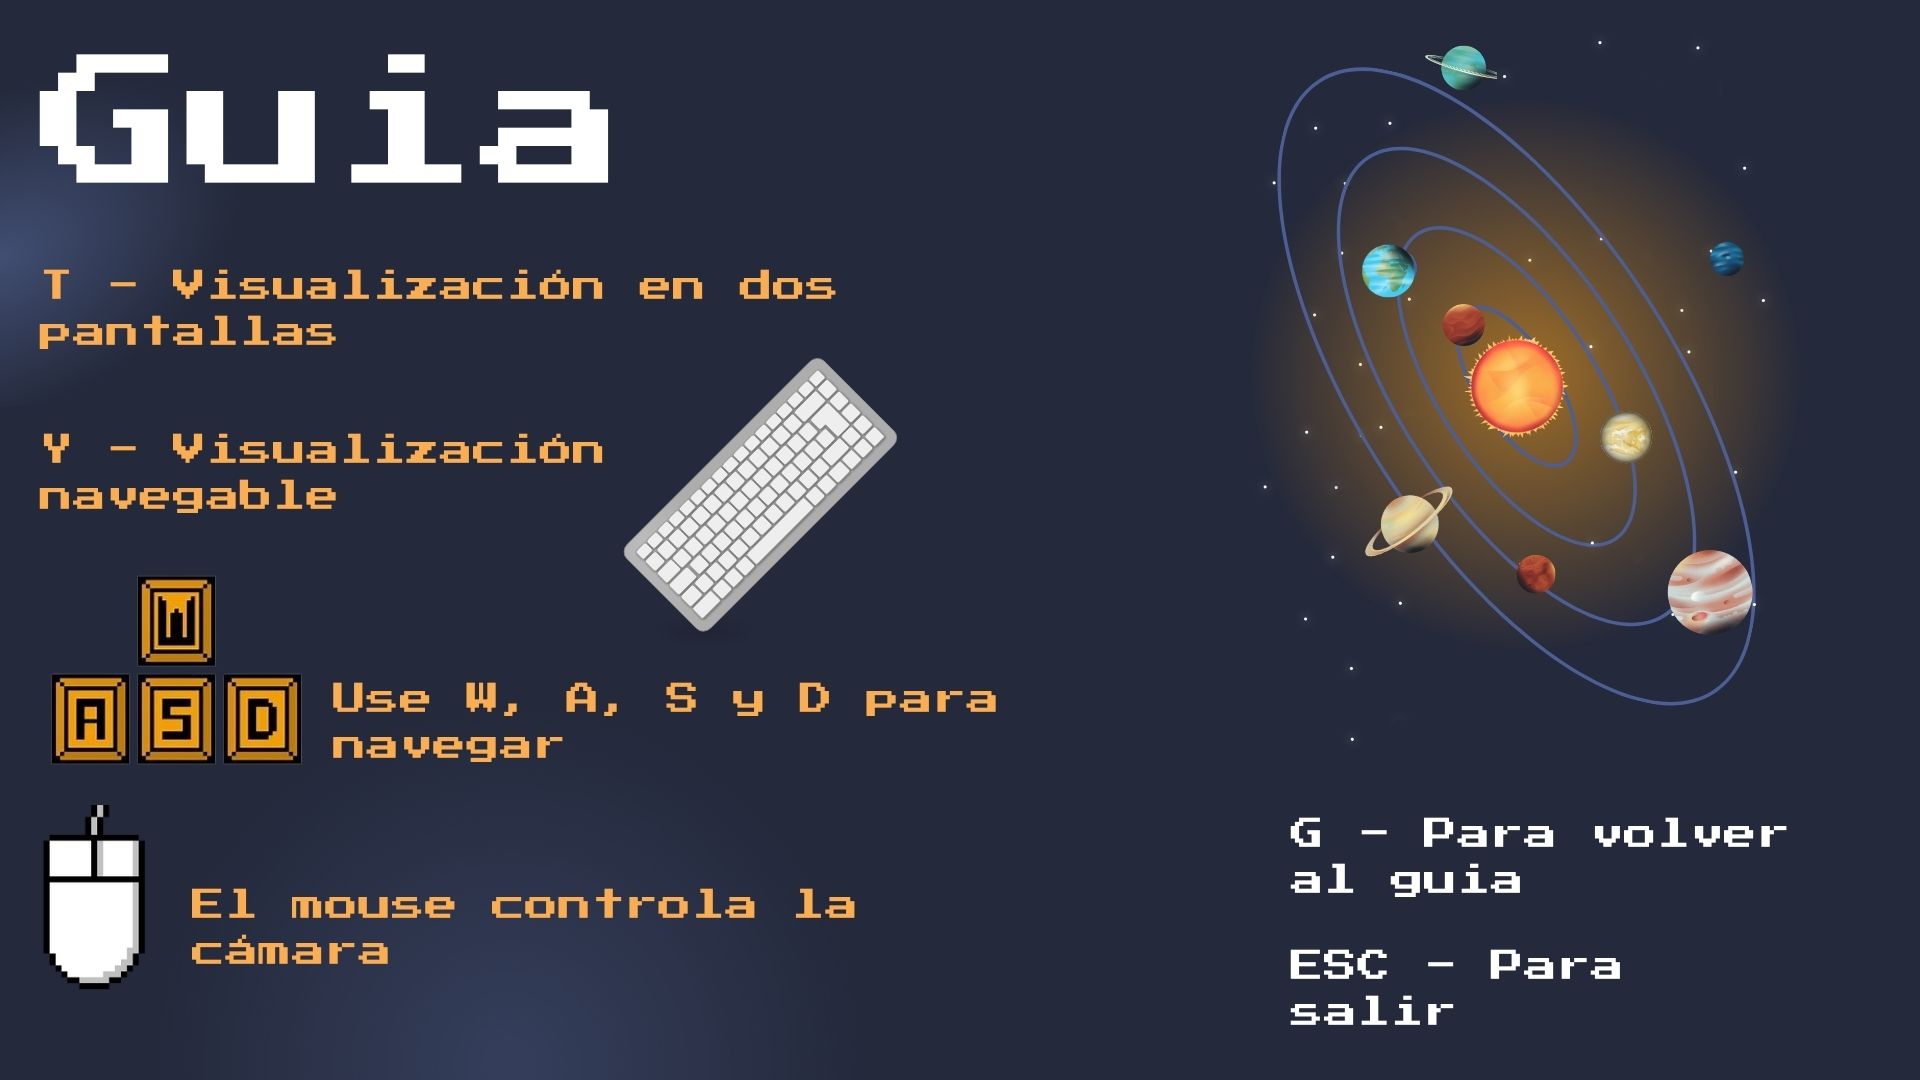 Guia
T - Visualización en dos
pantallas
Y - Visualización
navegable
W
A S D
Use W, A, S y D para
navegar
El mouse controla la
cámara
G - Para volver
al guia
ESC - Para
salir